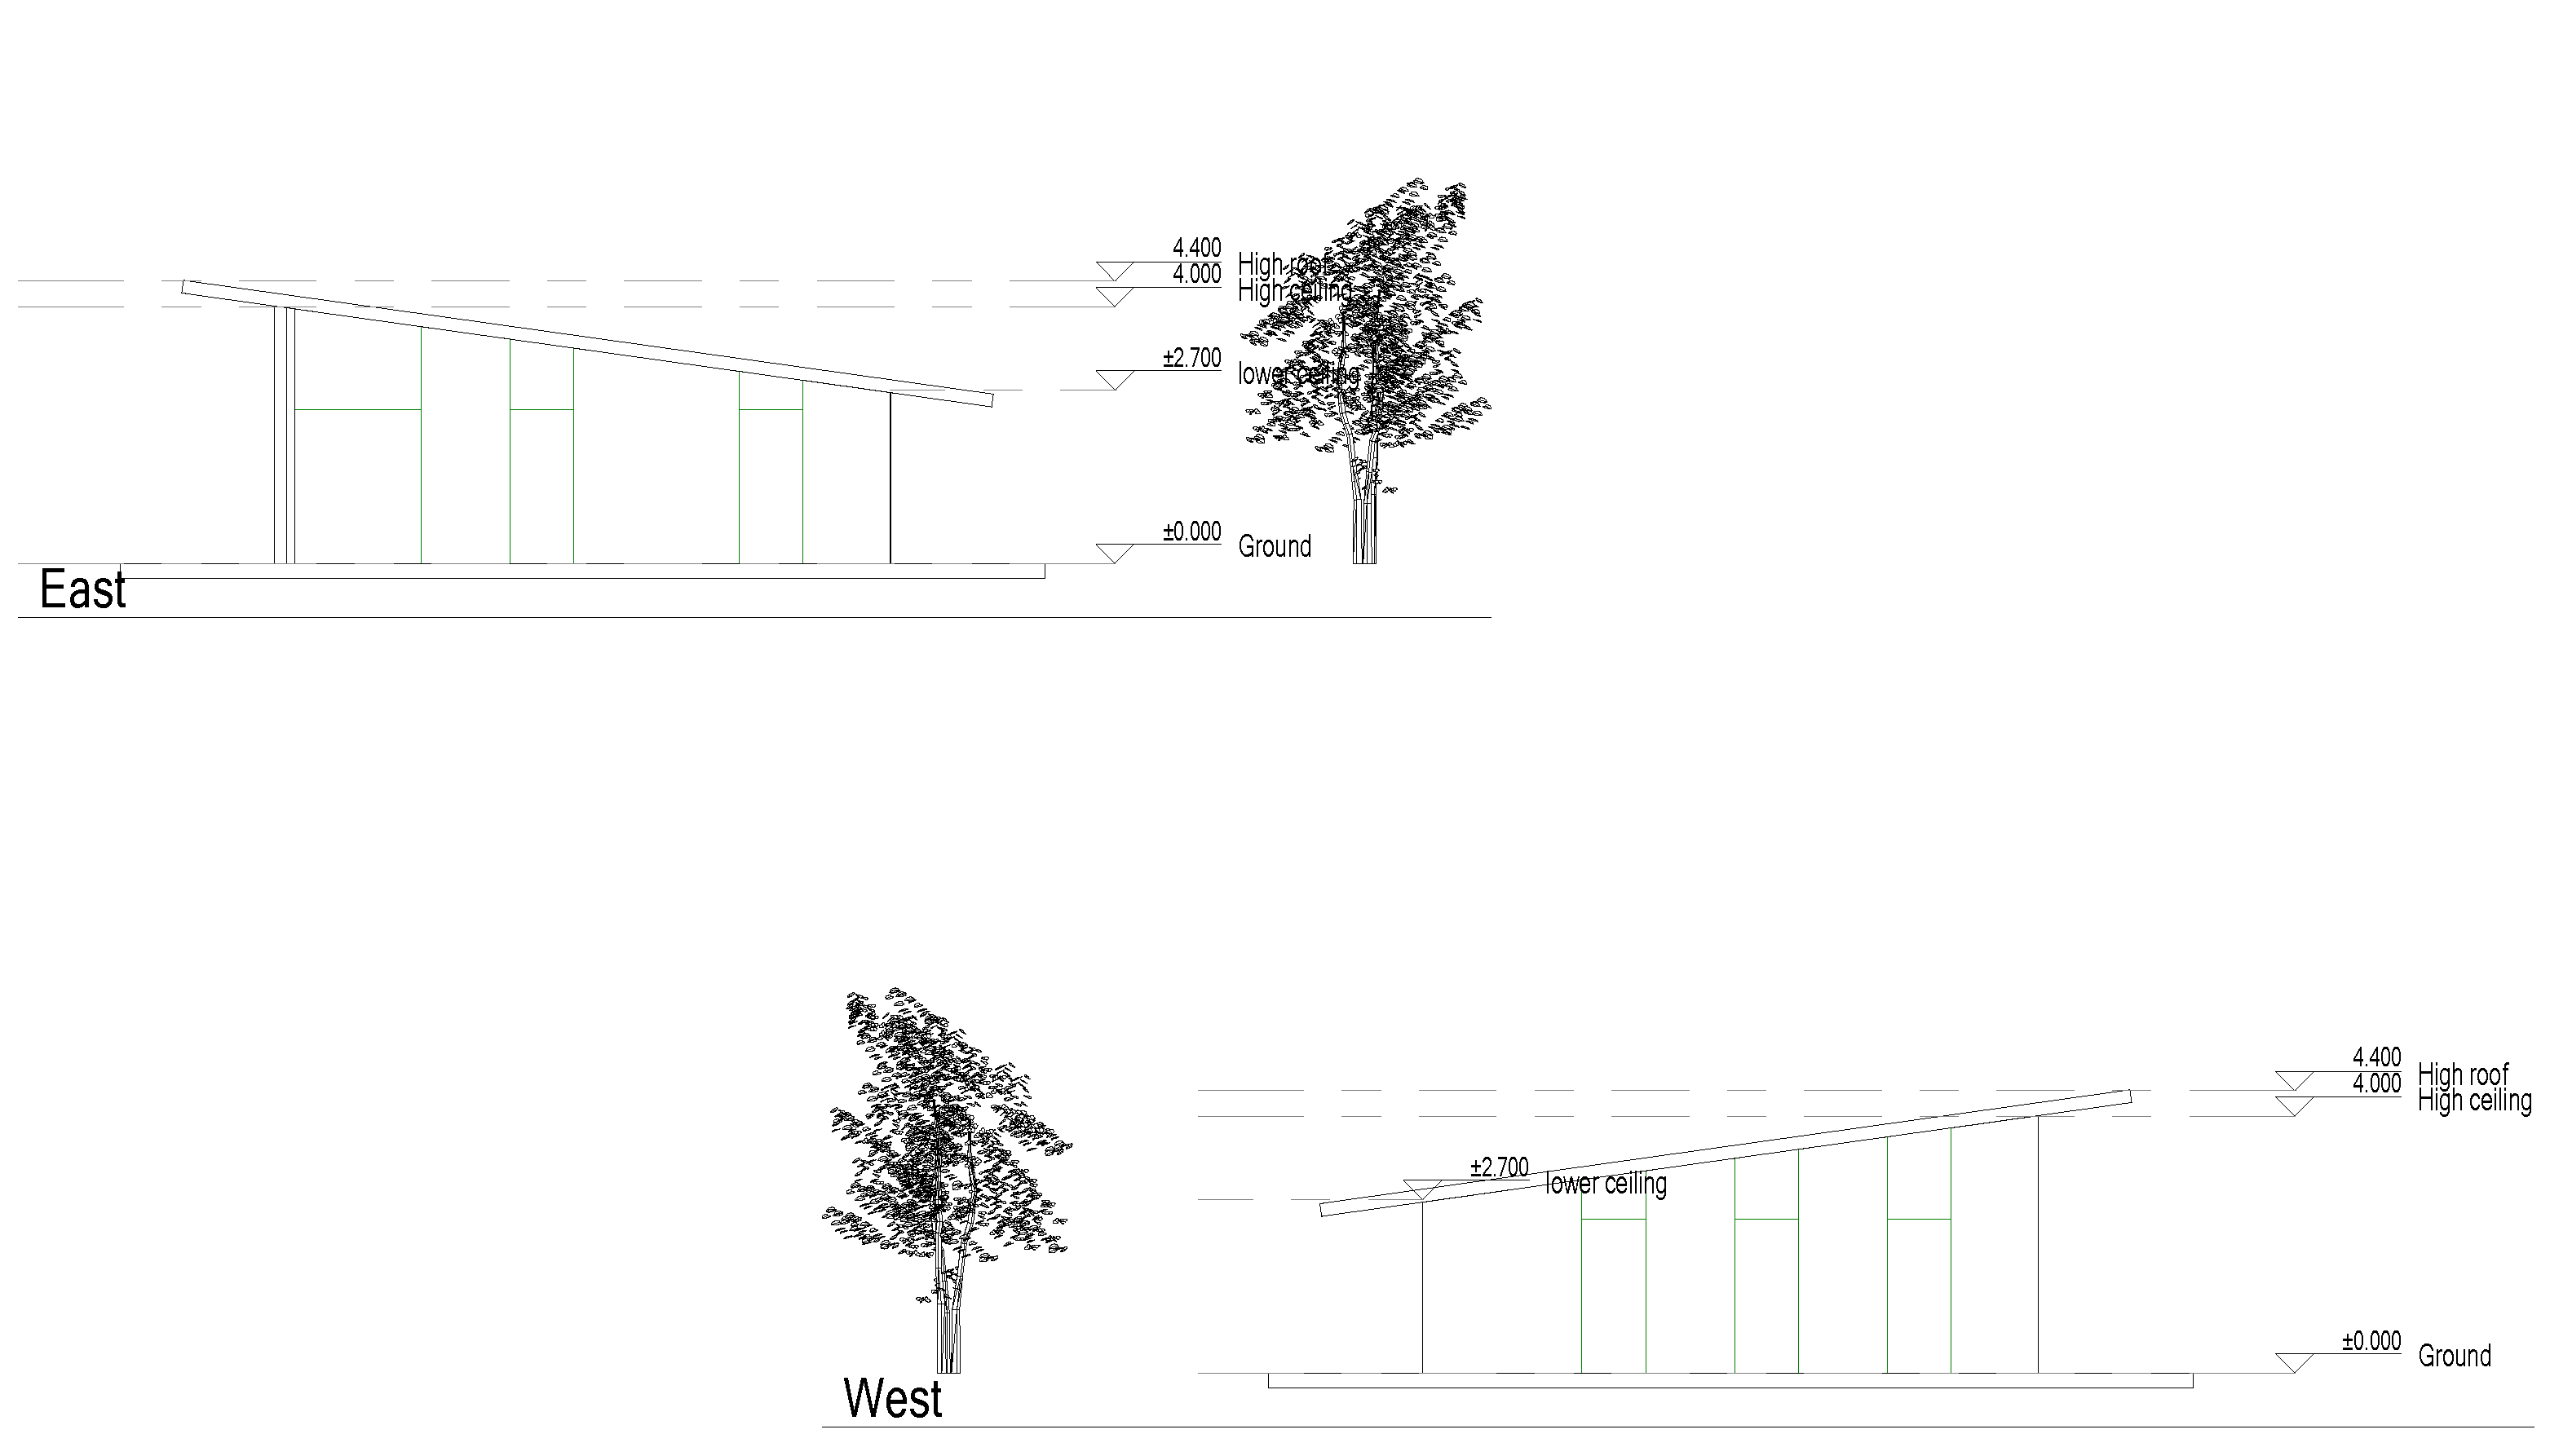 4.400
High roof
4.000
High ceiling
±2.700
lower ceiling
±0.000
Ground
East
4.400
High roof
4.000
High ceiling
±2.700
lower ceiling
±0.000
Ground
West